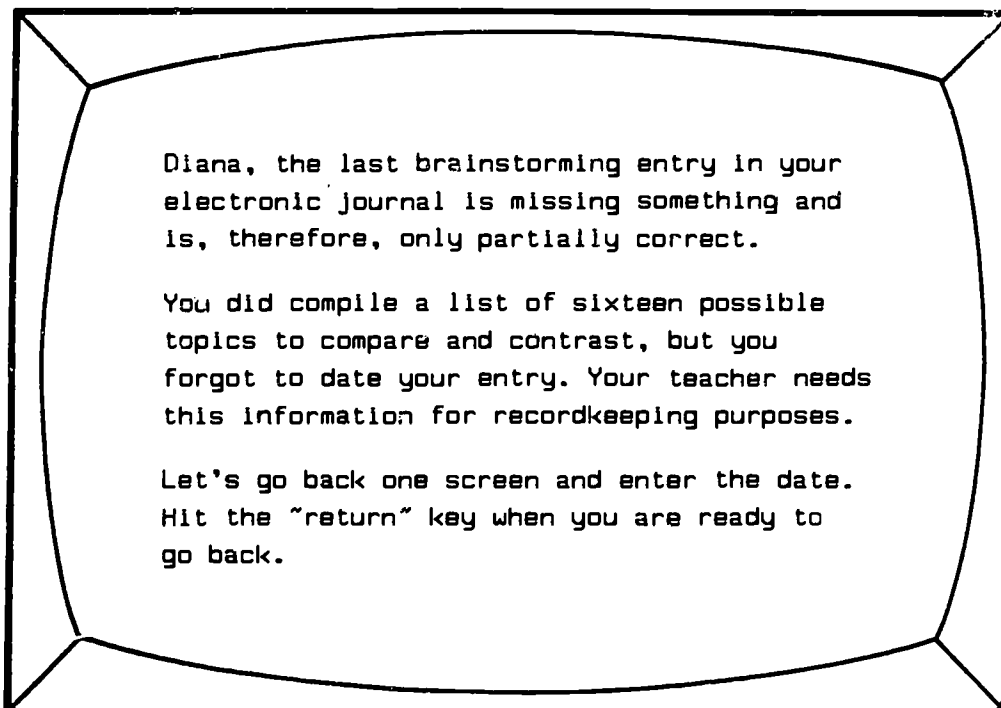 Diana, the last brainstorming entry in your
electronic journal is missing something and
is, therefore, only partially correct.
You did compile a list of sixteen possible
topics to compare and contrast, but you
forgot to date your entry. Your teacher needs
this information for recordkeeping purposes.
Let's go back one screen and enter the date.
Hit the "return" key when you are ready to
go back.